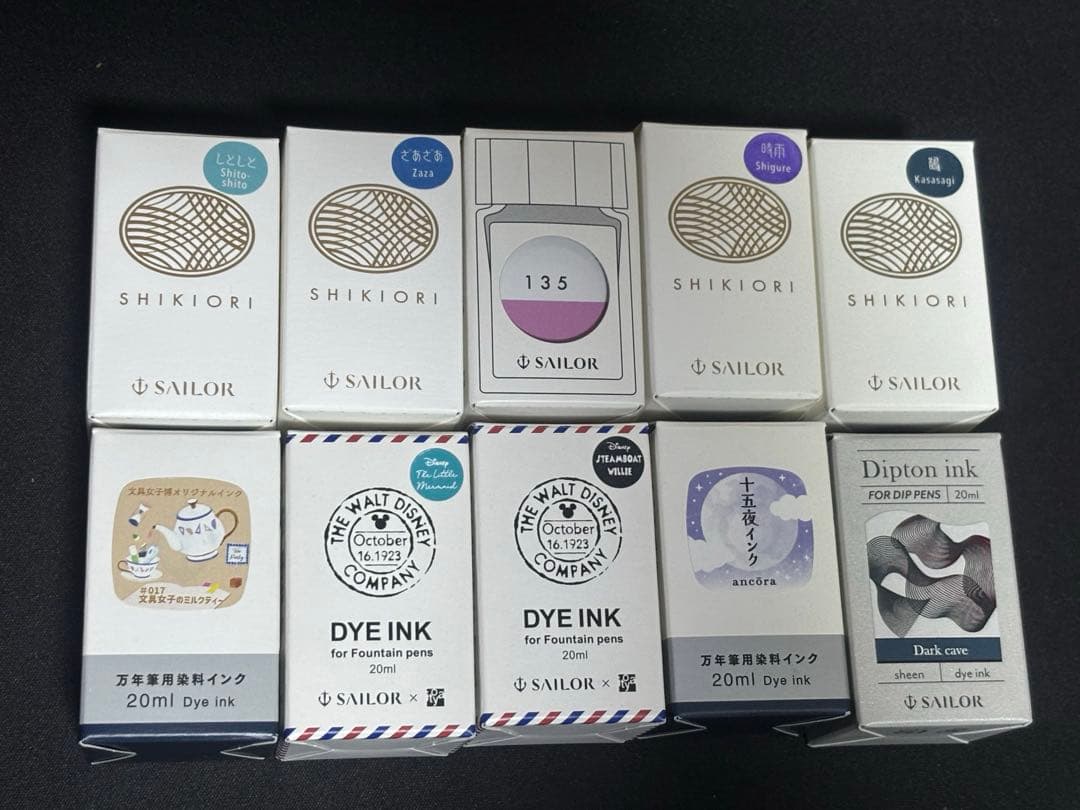 しとしと
Shito-
shito
SHIKIORI
SAILOR
ざあざあ
Zaza
SHIKIORI
SAILOR
135
SAILOR
時雨
Shigure
SHIKIORI
SAILOR
鵲
Kasasagi
SHIKIORI
SAILOR
文具女子博オリジナルインク
Tea
Party
#017
文具女子のミルクティー
万年筆用染料インク
20ml Dye ink
Disney
The Little
Mermaid
THE WALT DISNEY
October
16.1923
COMPANY
DYE INK
for Fountain pens
20ml
SAILOR ×
Disney
STEAMBOAT
WILLIE
THE WALT DISNEY
October
16.1923
COMPANY
DYE INK
for Fountain pens
20ml
SAILOR ×
十五夜インク
ancōra
万年筆用染料インク
20ml Dye ink
Dipton ink
FOR DIP PENS 20ml
Dark cave
sheen dye ink
SAILOR